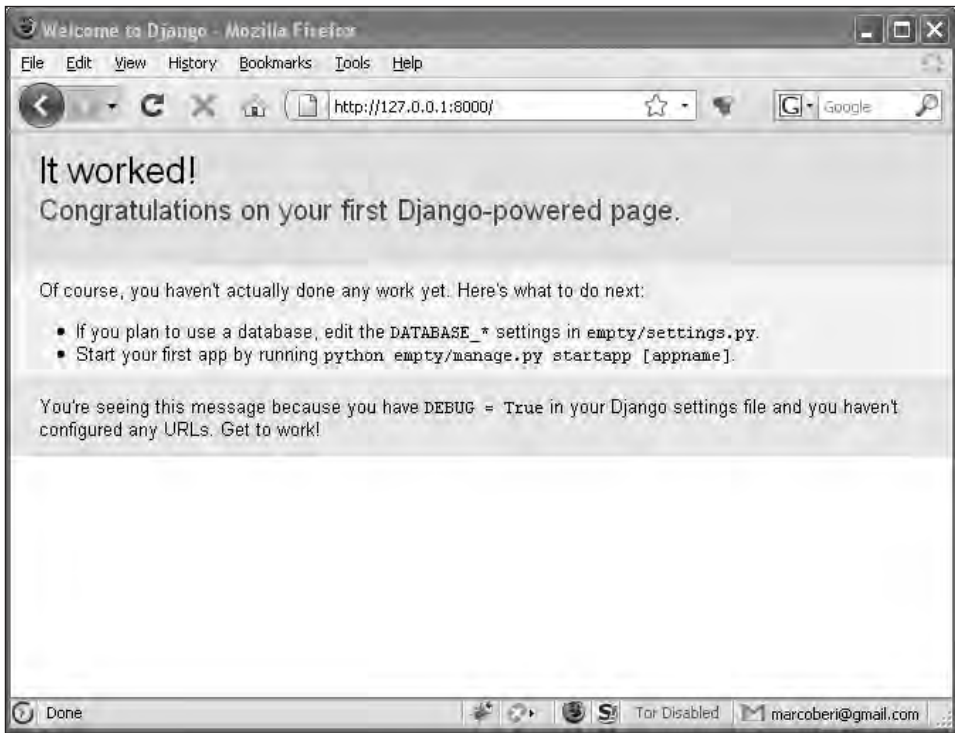 Welcome to Django - Mozilla Firefox
File Edit View History Bookmarks Tools Help
http://127.0.0.1:8000/
G Google
It worked!
Congratulations on your first Django-powered page.
Of course, you haven't actually done any work yet. Here's what to do next:
• If you plan to use a database, edit the DATABASE_* settings in empty/settings.py.
• Start your first app by running python empty/manage.py startapp [appname].
You're seeing this message because you have DEBUG = True in your Django settings file and you haven't
configured any URLs. Get to work!
Done Tor Disabled marcoberi@gmail.com